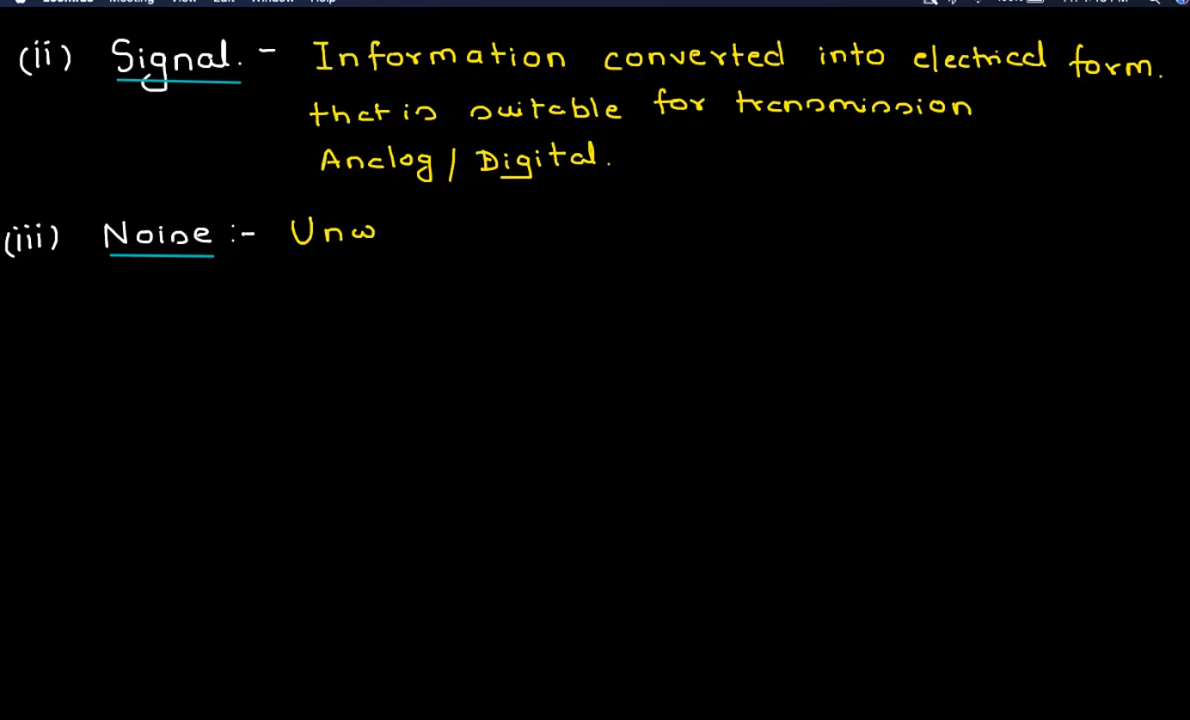 (ii) Signal. - Information converted into electrical form.
that is suitable for transmission
Analog / Digital.
(iii) Noise :- Unw